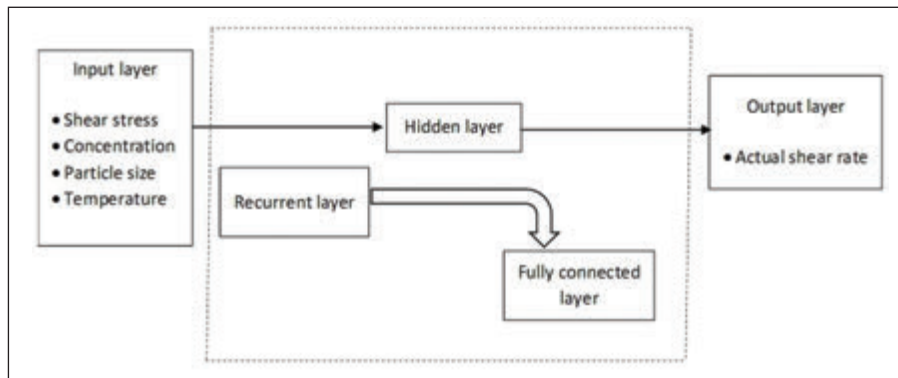 Input layer
• Shear stress
• Concentration
• Particle size
• Temperature
Hidden layer
Recurrent layer
Fully connected
layer
Output layer
• Actual shear rate